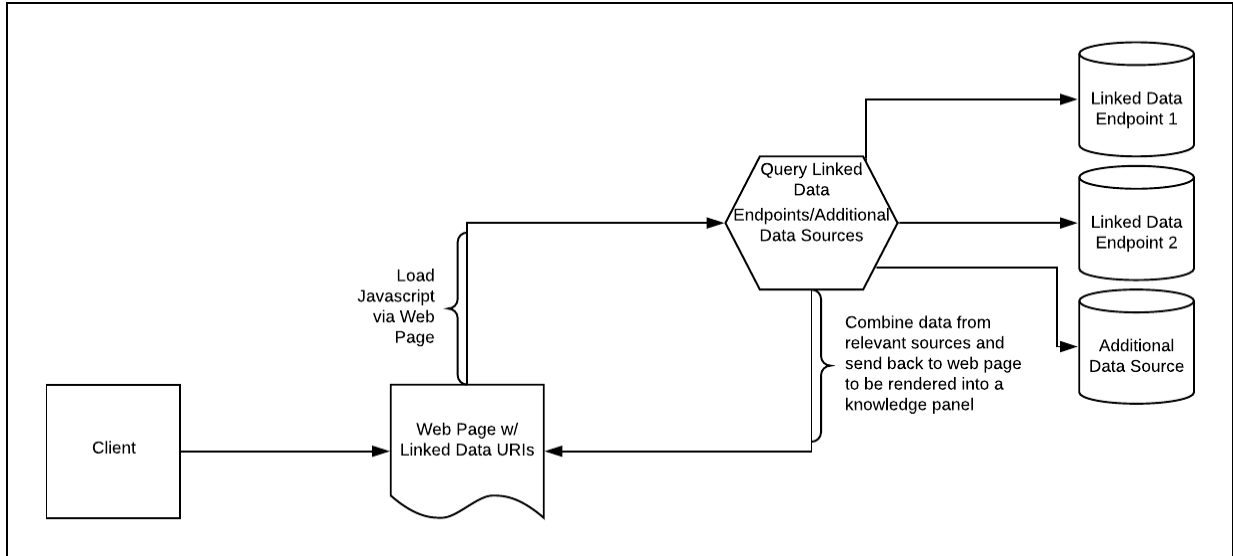 Linked Data
Endpoint 1
Query Linked
Data
Endpoints/Additional
Data Sources
Linked Data
Endpoint 2
Load
Javascript
via Web
Page
Combine data from
relevant sources and
send back to web page
to be rendered into a
knowledge panel
Additional
Data Source
Client
Web Page w/
Linked Data URIs